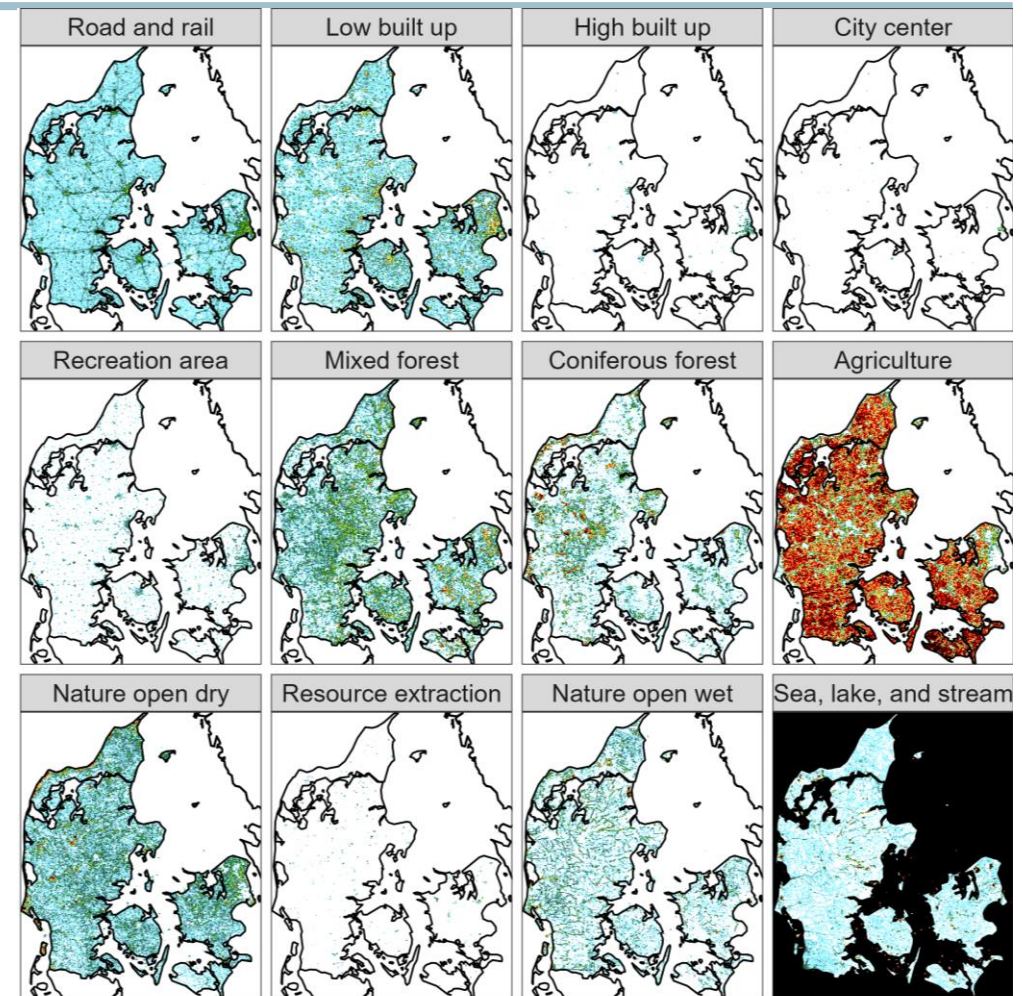 Road and rail
Low built up
High built up
City center
Recreation area
Mixed forest
Coniferous forest
Agriculture
Nature open dry
Resource extraction
Nature open wet
Sea, lake, and stream